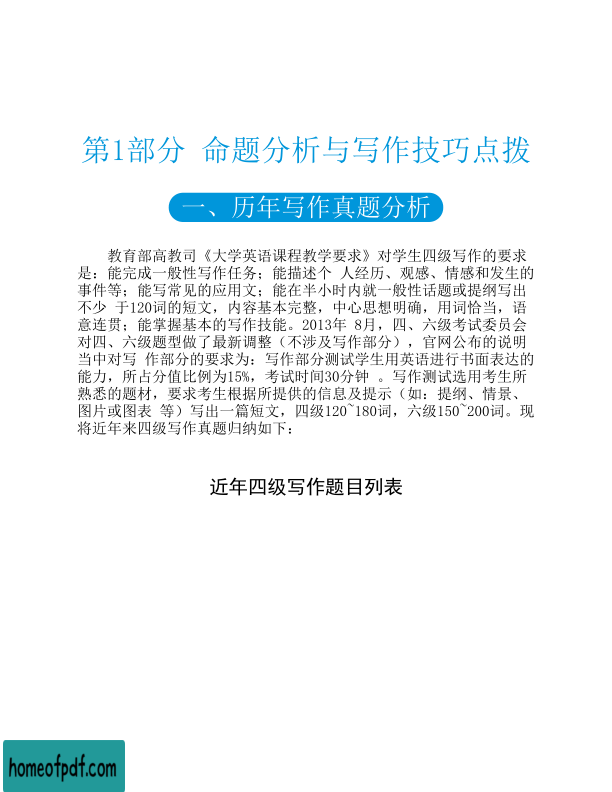 第1部分 命题分析与写作技巧点拨
一、历年写作真题分析
教育部高教司《大学英语课程教学要求》对学生四级写作的要求
是：能完成一般性写作任务；能描述个 人经历、观感、情感和发生的
事件等；能写常见的应用文；能在半小时内就一般性话题或提纲写出
不少 于120词的短文，内容基本完整，中心思想明确，用词恰当，语
意连贯；能掌握基本的写作技能。2013年 8月，四、六级考试委员会
对四、六级题型做了最新调整（不涉及写作部分），官网公布的说明
当中对写 作部分的要求为：写作部分测试学生用英语进行书面表达的
能力，所占分值比例为15%，考试时间30分钟 。写作测试选用考生所
熟悉的题材，要求考生根据所提供的信息及提示（如：提纲、情景、
图片或图表 等）写出一篇短文，四级120~180词，六级150~200词。现
将近年来四级写作真题归纳如下：
近年四级写作题目列表
homeofpdf.com